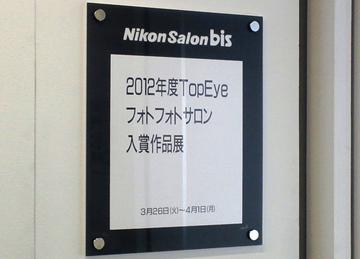 Nikon Salon bis
2012年度TopEye
フォトフォトサロン
入賞作品展
3月26日(火)～4月1日(月)